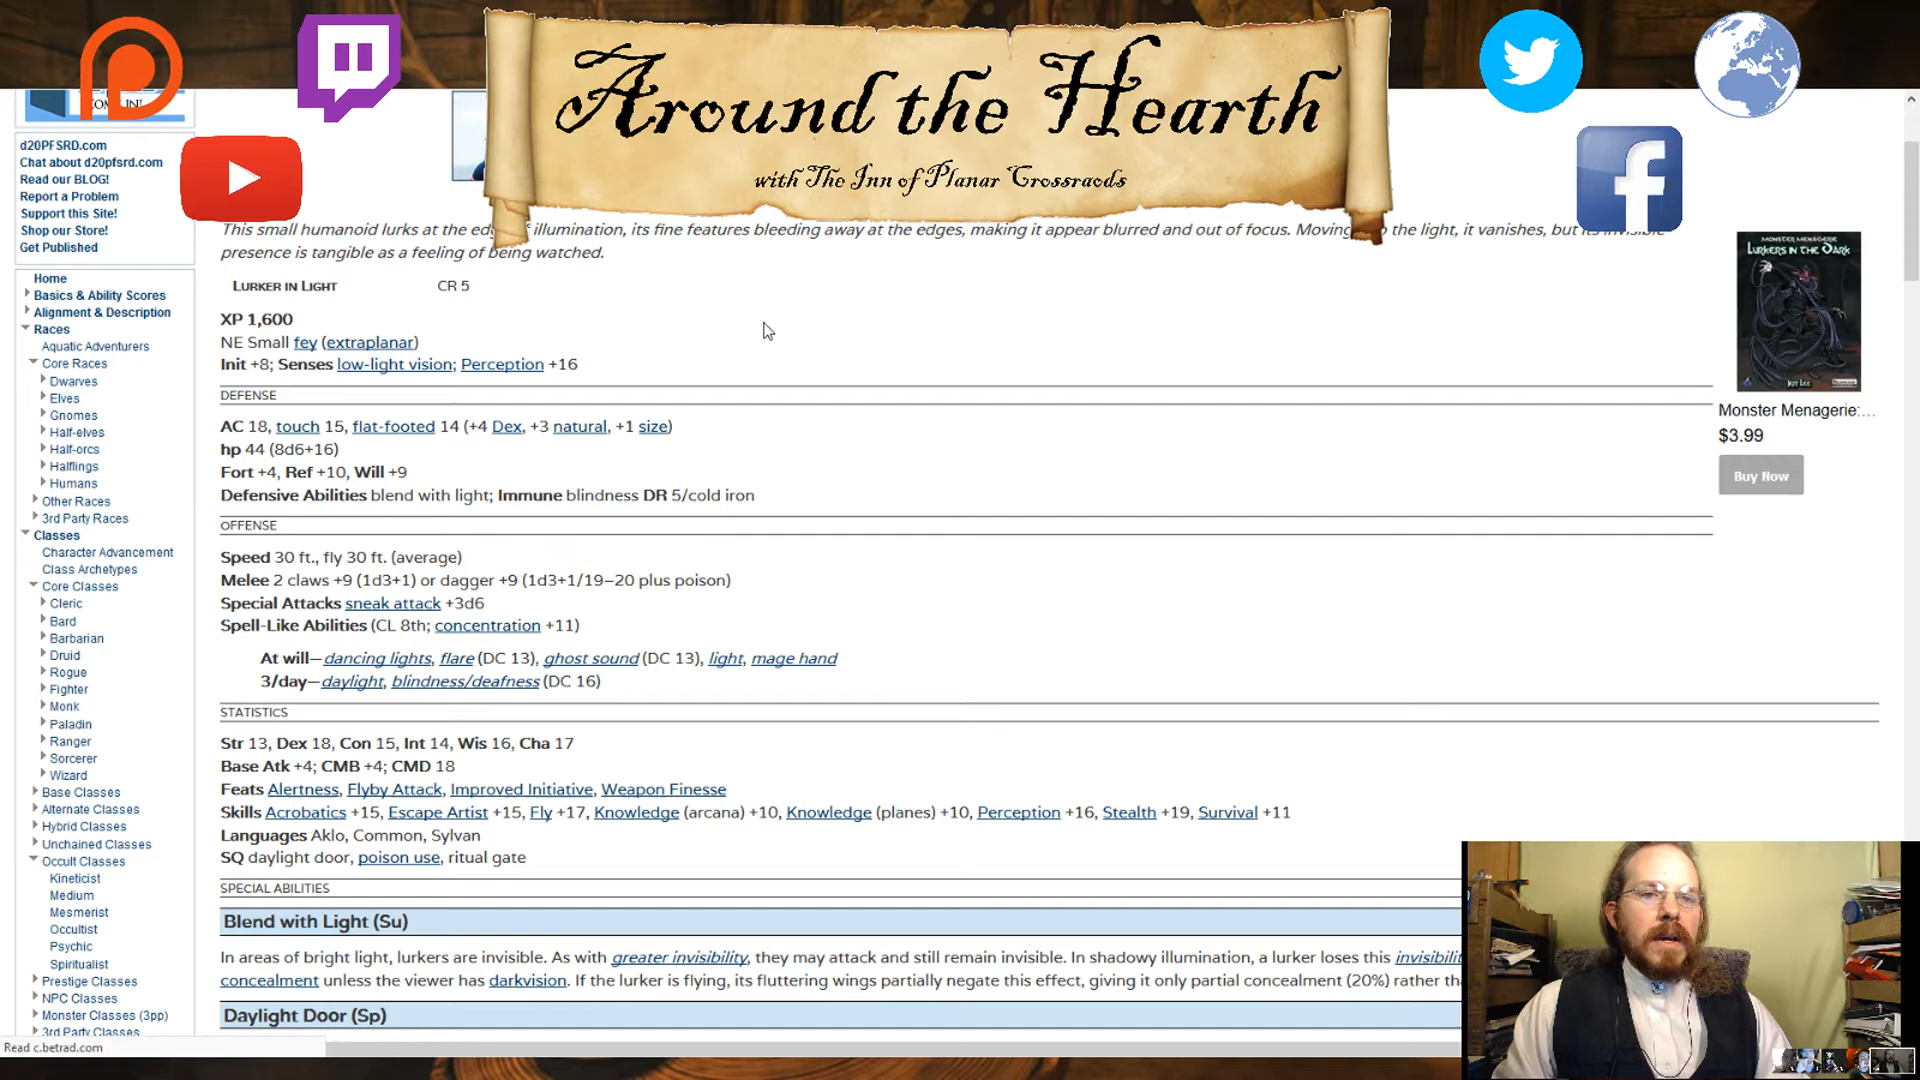 Around the Hearth
with The Inn of Planar Crossraods
COME IN!
d20PFSRD.com
Chat about d20pfsrd.com
Read our BLOG!
Report a Problem
Support this Site!
Shop our Store!
Get Published
Home
Basics & Ability Scores
Alignment & Description
Races
Aquatic Adventurers
Core Races
Dwarves
Elves
Gnomes
Half-elves
Half-orcs
Halflings
Humans
Other Races
3rd Party Races
Classes
Character Advancement
Class Archetypes
Core Classes
Cleric
Bard
Barbarian
Druid
Rogue
Fighter
Monk
Paladin
Ranger
Sorcerer
Wizard
Base Classes
Alternate Classes
Hybrid Classes
Unchained Classes
Occult Classes
Kineticist
Medium
Mesmerist
Occultist
Psychic
Spiritualist
Prestige Classes
NPC Classes
Monster Classes (3pp)
3rd Party Classes
Read c.betrad.com
This small humanoid lurks at the of illumination, its fine features bleeding away at the edges, making it appear blurred and out of focus. Moving the light, it vanishes, but its invisible
presence is tangible as a feeling of being watched.
LURKER IN LIGHT CR 5
XP 1,600
NE Small fey (extraplanar)
Init +8; Senses low-light vision; Perception +16
DEFENSE
AC 18, touch 15, flat-footed 14 (+4 Dex, +3 natural, +1 size)
hp 44 (8d6+16)
Fort +4, Ref +10, Will +9
Defensive Abilities blend with light; Immune blindness DR 5/cold iron
OFFENSE
Speed 30 ft., fly 30 ft. (average)
Melee 2 claws +9 (1d3+1) or dagger +9 (1d3+1/19–20 plus poison)
Special Attacks sneak attack +3d6
Spell-Like Abilities (CL 8th; concentration +11)
At will—dancing lights, flare (DC 13), ghost sound (DC 13), light, mage hand
3/day—daylight, blindness/deafness (DC 16)
STATISTICS
Str 13, Dex 18, Con 15, Int 14, Wis 16, Cha 17
Base Atk +4; CMB +4; CMD 18
Feats Alertness, Flyby Attack, Improved Initiative, Weapon Finesse
Skills Acrobatics +15, Escape Artist +15, Fly +17, Knowledge (arcana) +10, Knowledge (planes) +10, Perception +16, Stealth +19, Survival +11
Languages Aklo, Common, Sylvan
SQ daylight door, poison use, ritual gate
SPECIAL ABILITIES
Blend with Light (Su)
In areas of bright light, lurkers are invisible. As with greater invisibility, they may attack and still remain invisible. In shadowy illumination, a lurker loses this
concealment unless the viewer has darkvision. If the lurker is flying, its fluttering wings partially negate this effect, giving it only partial concealment (20%) rather
Daylight Door (Sp)
MONSTER MENAGERIE
LURKERS IN THE DARK
Monster Menagerie:...
$3.99
Buy Now